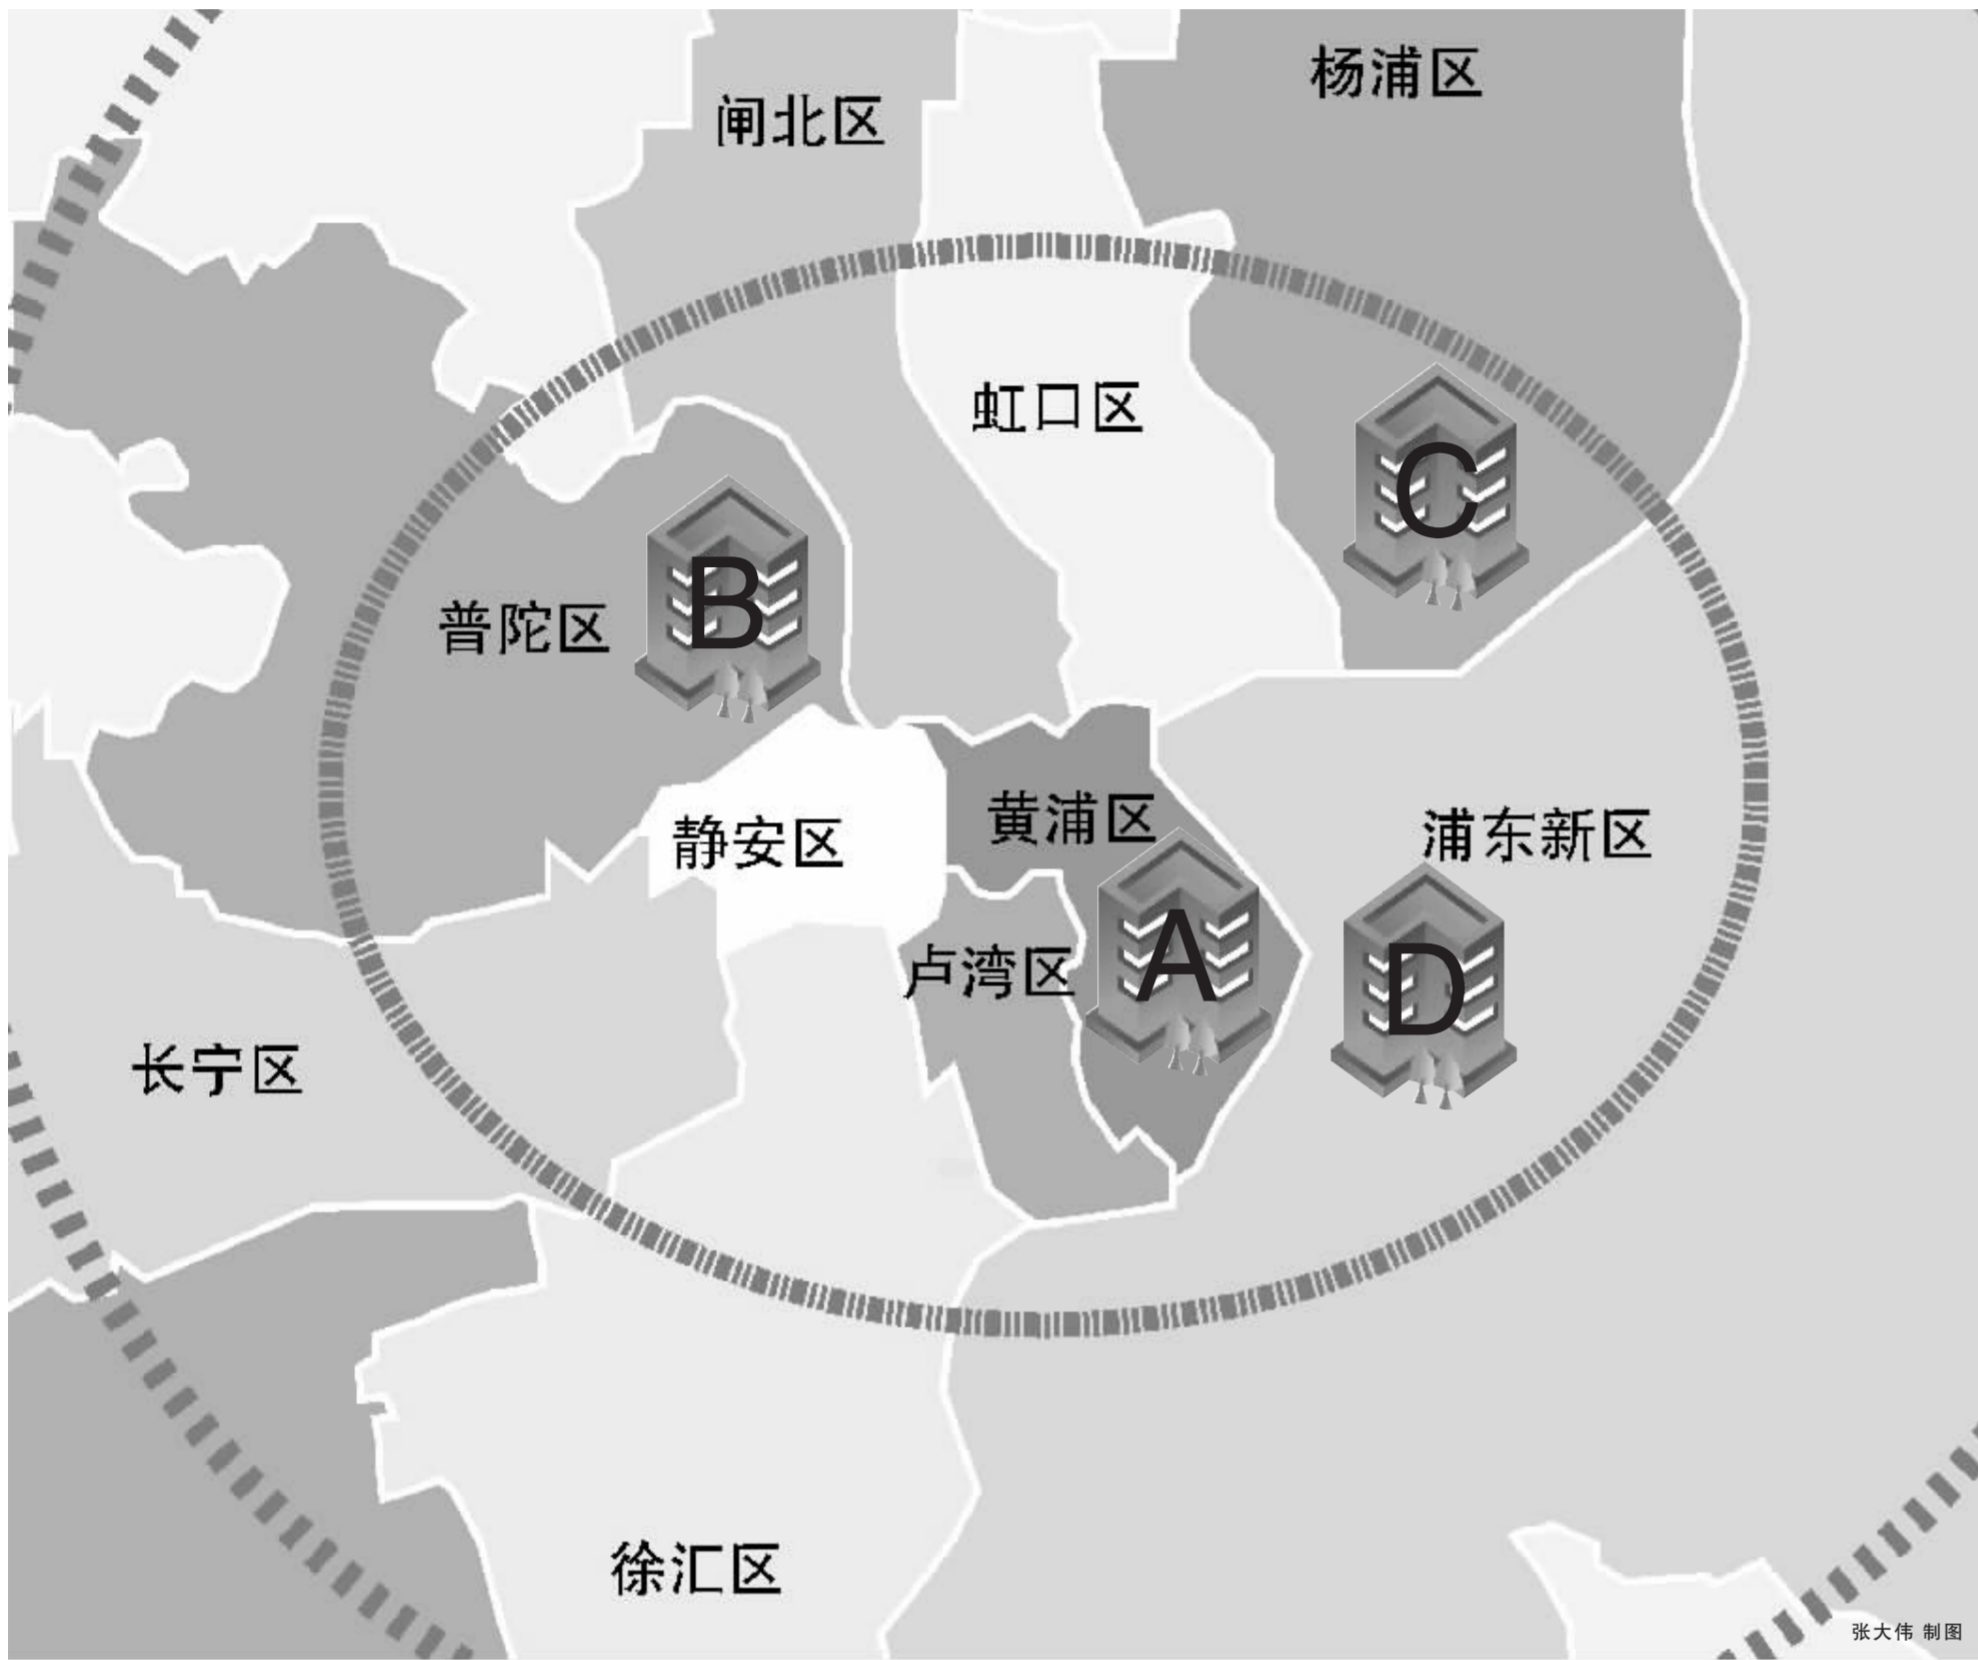 杨浦区
闸北区
虹口区
C
B
普陀区
黄浦区
静安区
浦东新区
A
卢湾区
D
长宁区
徐汇区
张大伟 制图